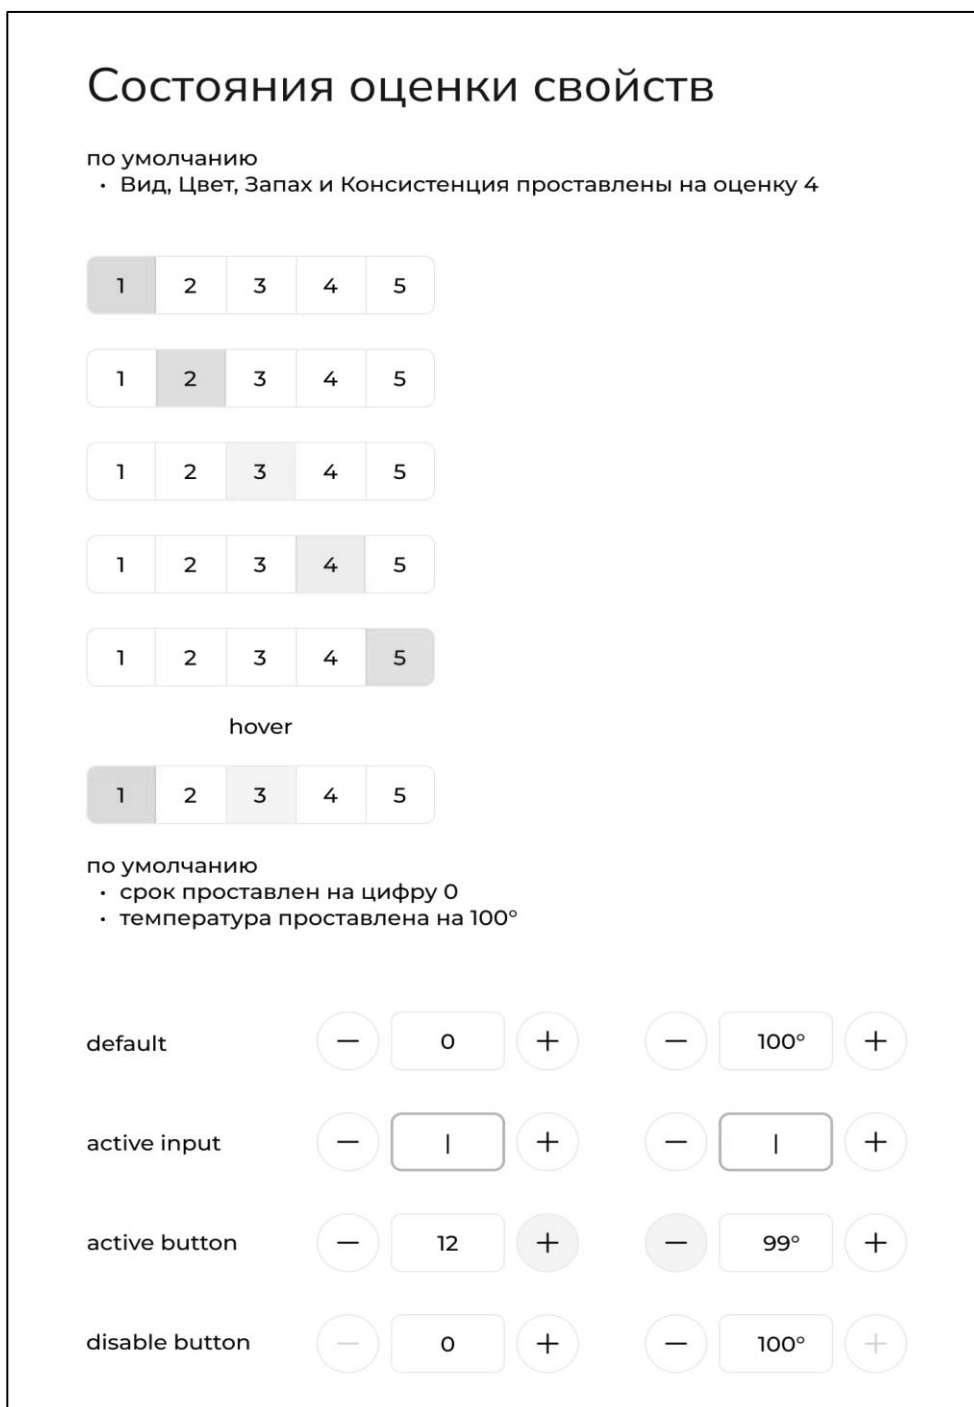 Состояния оценки свойств
по умолчанию
• Вид, Цвет, Запах и Консистенция проставлены на оценку 4
1 2 3 4 5
1 2 3 4 5
1 2 3 4 5
1 2 3 4 5
1 2 3 4 5
hover
1 2 3 4 5
по умолчанию
• срок проставлен на цифру 0
• температура проставлена на 100°
default − 0 + − 100° +
active input − | + − | +
active button − 12 + − 99° +
disable button − 0 + − 100° +